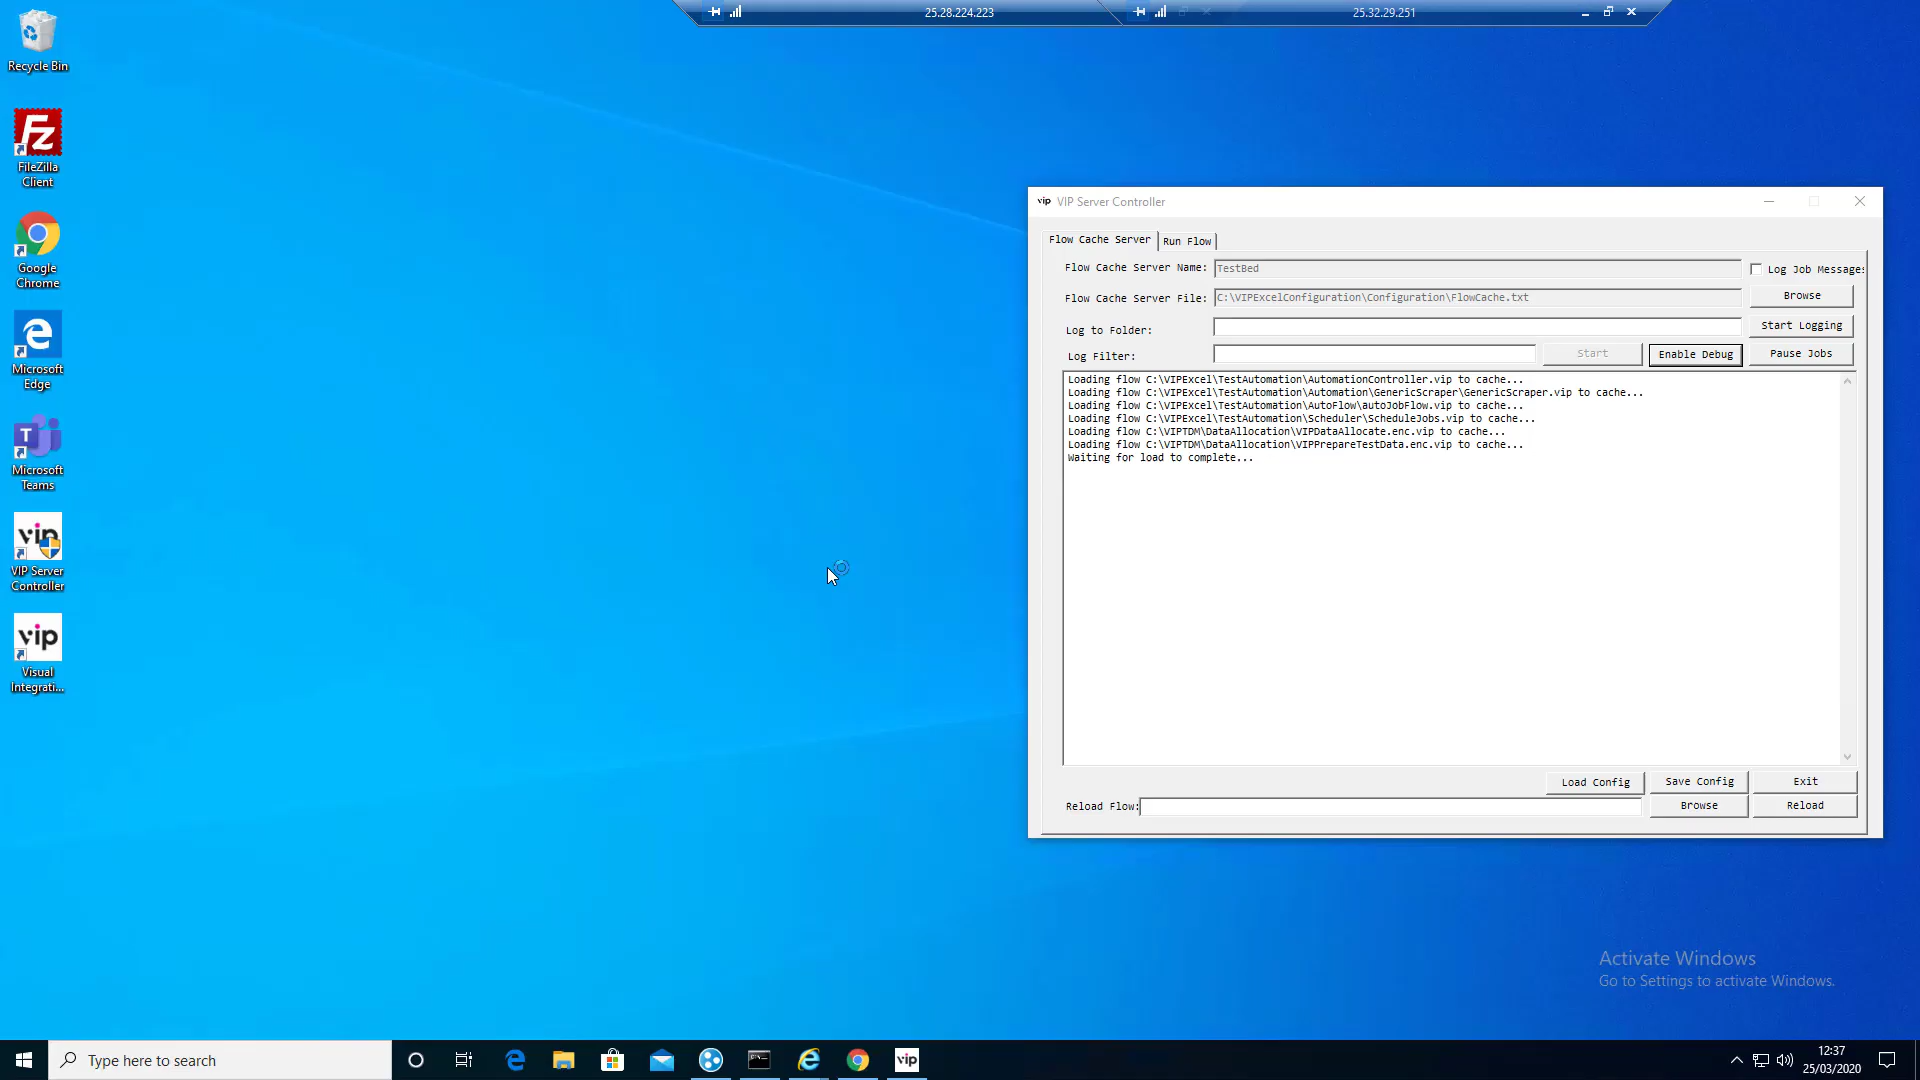 25.28.224.223
25.32.29.251
Recycle Bin
FileZilla
Client
Google
Chrome
Microsoft
Edge
Microsoft
Teams
vip
VIP Server
Controller
vip
Visual
Integrati...
vip VIP Server Controller
Flow Cache Server
Run Flow
Flow Cache Server Name: TestBed
Log Job Messages
Flow Cache Server File: C:\VIPExcelConfiguration\Configuration\FlowCache.txt
Browse
Log to Folder:
Start Logging
Log Filter:
Start
Enable Debug
Pause Jobs
Loading flow C:\VIPExcel\TestAutomation\AutomationController.vip to cache...
Loading flow C:\VIPExcel\TestAutomation\Automation\GenericScraper\GenericScraper.vip to cache...
Loading flow C:\VIPExcel\TestAutomation\AutoFlow\autoJobFlow.vip to cache...
Loading flow C:\VIPExcel\TestAutomation\Scheduler\ScheduleJobs.vip to cache...
Loading flow C:\VIPTDM\DataAllocation\VIPDataAllocate.enc.vip to cache...
Loading flow C:\VIPTDM\DataAllocation\VIPPrepareTestData.enc.vip to cache...
Waiting for load to complete...
Load Config
Save Config
Exit
Reload Flow:
Browse
Reload
Activate Windows
Go to Settings to activate Windows.
Type here to search
vip
12:37
25/03/2020